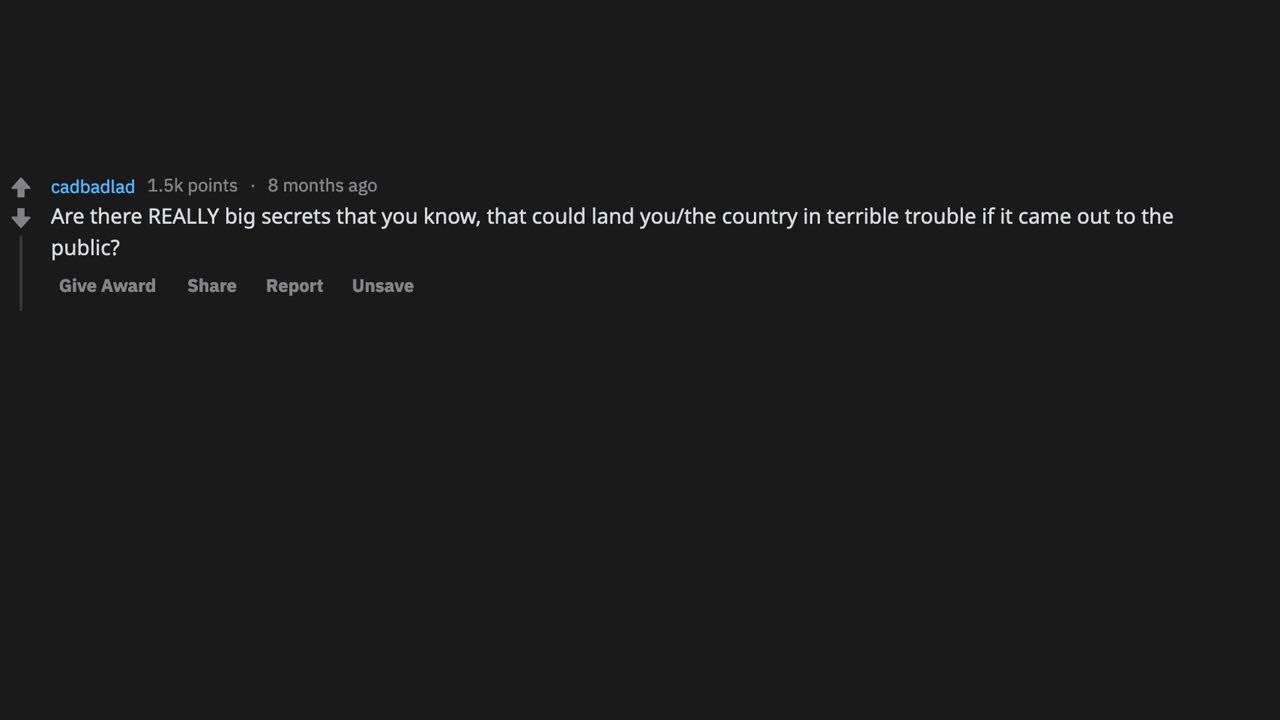 cadbadlad 1.5k points · 8 months ago
Are there REALLY big secrets that you know, that could land you/the country in terrible trouble if it came out to the
public?
Give Award Share Report Unsave